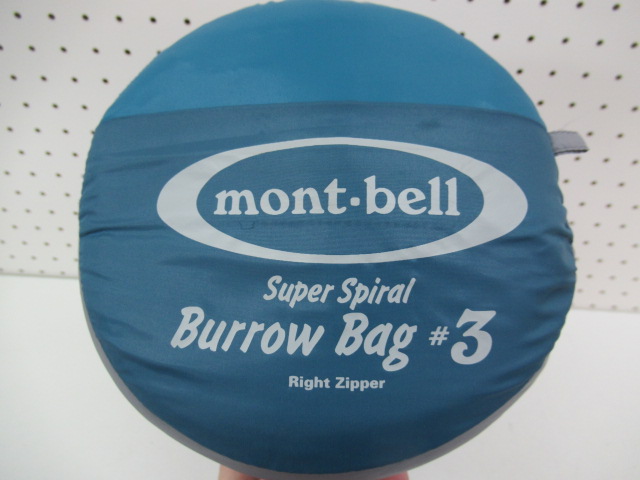 mont-bell
Super Spiral
Burrow Bag #3
Right Zipper